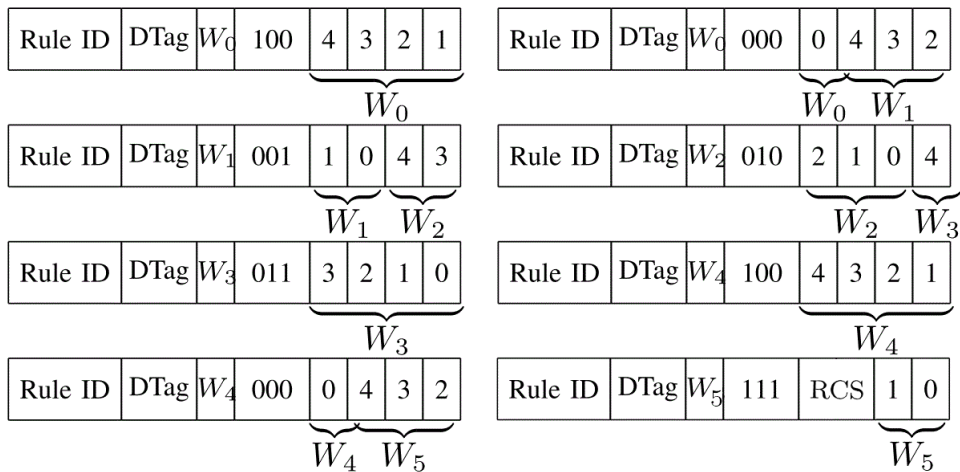 Rule ID DTag W₀ 100 4 3 2 1 Rule ID DTag W₀ 000 0 4 3 2
W₀ W₀ W₁
Rule ID DTag W₁ 001 1 0 4 3 Rule ID DTag W₂ 010 2 1 0 4
W₁ W₂ W₂ W₃
Rule ID DTag W₃ 011 3 2 1 0 Rule ID DTag W₄ 100 4 3 2 1
W₃ W₄
Rule ID DTag W₄ 000 0 4 3 2 Rule ID DTag W₅ 111 RCS 1 0
W₄ W₅ W₅